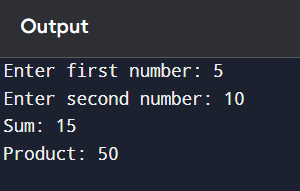 Output
Enter first number: 5
Enter second number: 10
Sum: 15
Product: 50